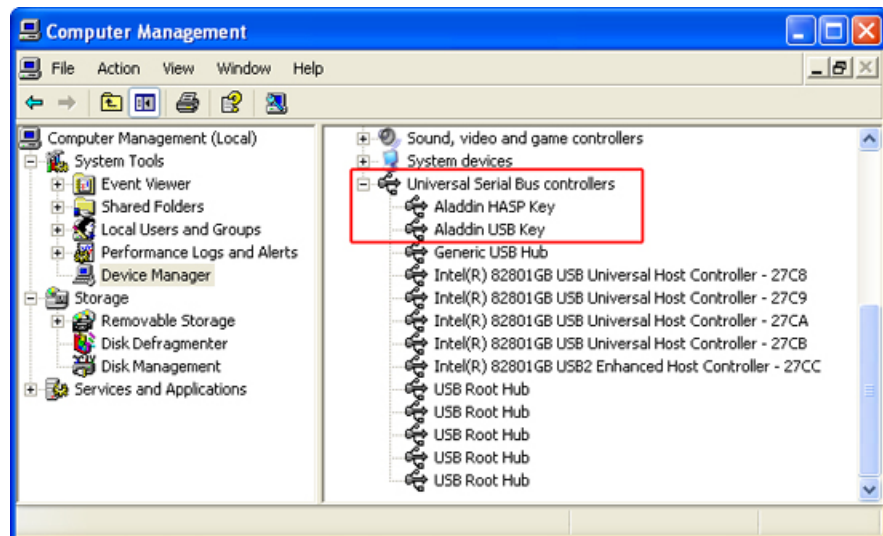 Computer Management
File Action View Window Help
Computer Management (Local)
System Tools
Event Viewer
Shared Folders
Local Users and Groups
Performance Logs and Alerts
Device Manager
Storage
Removable Storage
Disk Defragmenter
Disk Management
Services and Applications
Sound, video and game controllers
System devices
Universal Serial Bus controllers
Aladdin HASP Key
Aladdin USB Key
Generic USB Hub
Intel(R) 82801GB USB Universal Host Controller - 27C8
Intel(R) 82801GB USB Universal Host Controller - 27C9
Intel(R) 82801GB USB Universal Host Controller - 27CA
Intel(R) 82801GB USB Universal Host Controller - 27CB
Intel(R) 82801GB USB2 Enhanced Host Controller - 27CC
USB Root Hub
USB Root Hub
USB Root Hub
USB Root Hub
USB Root Hub